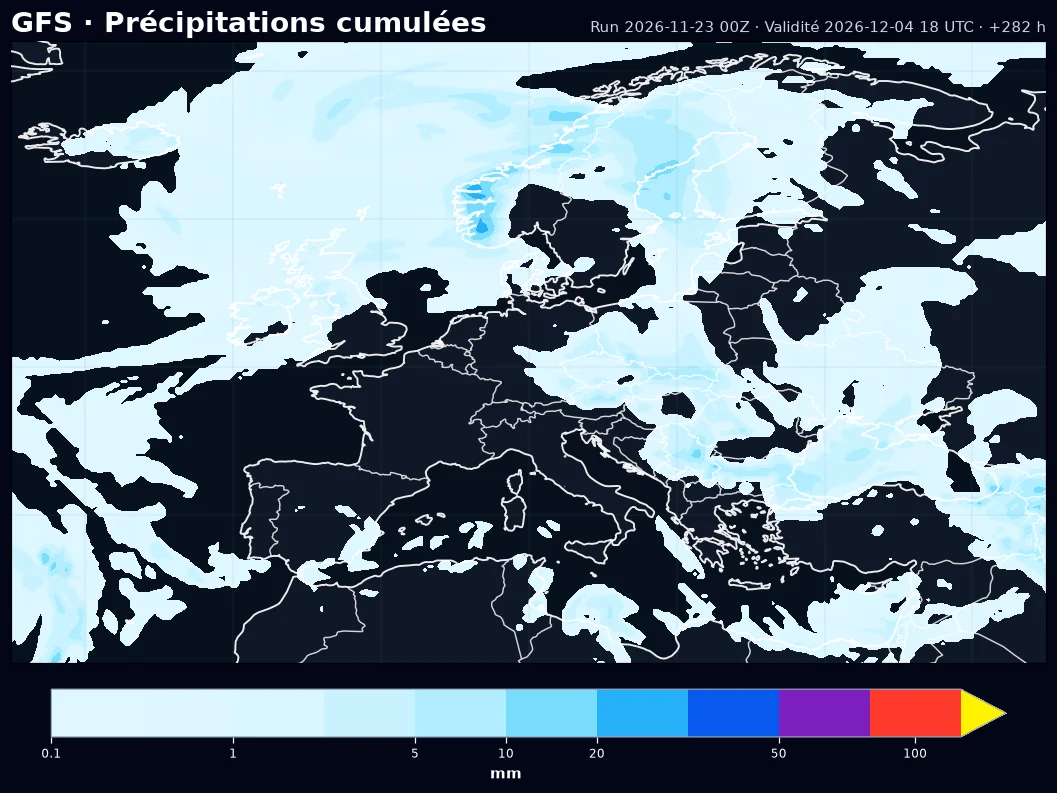 GFS · Précipitations cumulées
Run 2026-11-23 00Z · Validité 2026-12-04 18 UTC · +282 h
0.1 1 5 10 20 50 100
mm